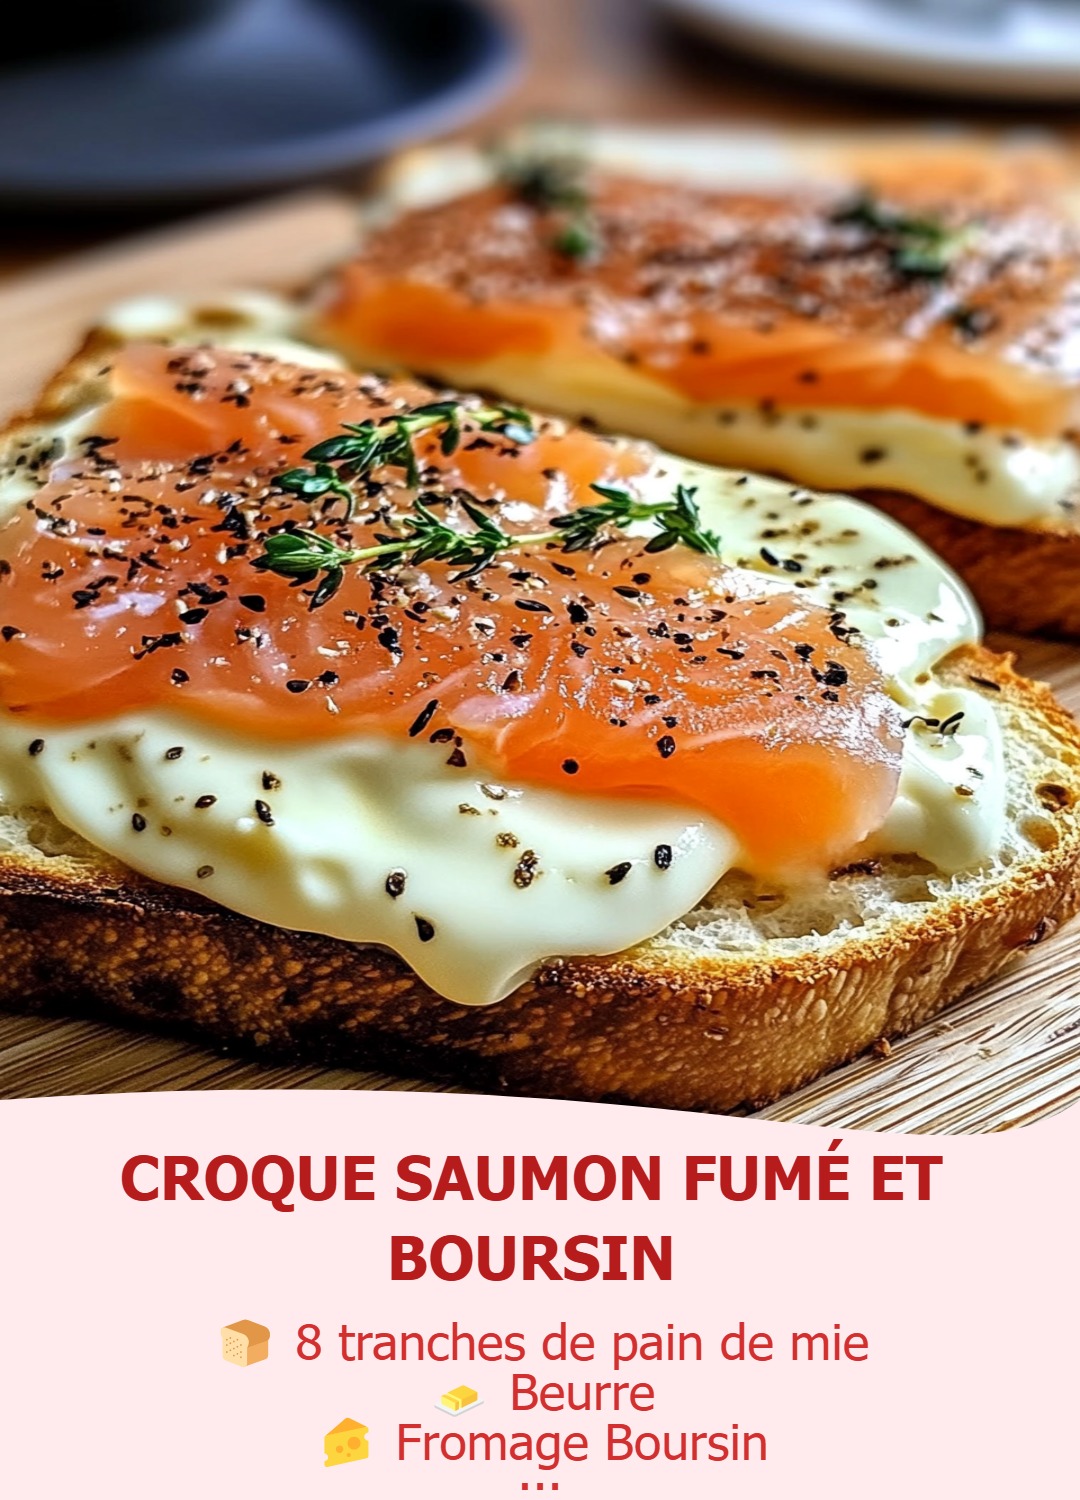 CROQUE SAUMON FUMÉ ET
BOURSIN
🍞 8 tranches de pain de mie
🧈 Beurre
🧀 Fromage Boursin
...